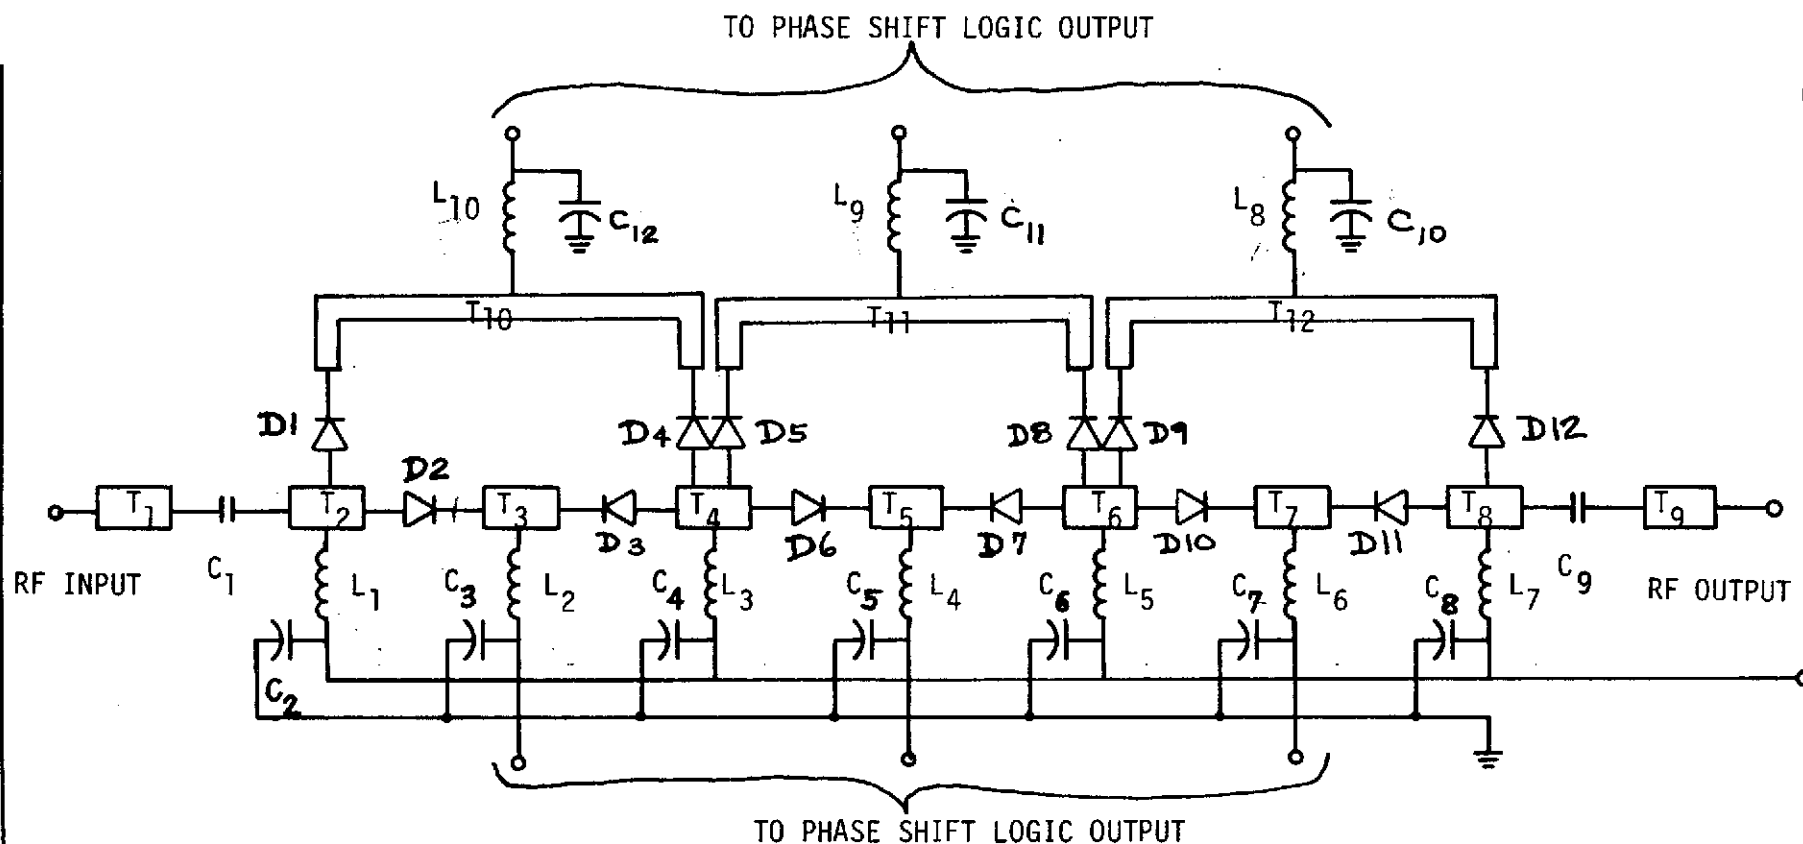 TO PHASE SHIFT LOGIC OUTPUT
L10 C12 L9 C11 L8 C10
T10 T11 T12
D1 D4 D5 D8 D9 D12
D2
T1 T2 T3 T4 T5 T6 T7 T8 T9
D3 D6 D7 D10 D11
RF INPUT C1 L1 C3 L2 C4 L3 C5 L4 C6 L5 C7 L6 C8 L7 C9 RF OUTPUT
C2
TO PHASE SHIFT LOGIC OUTPUT